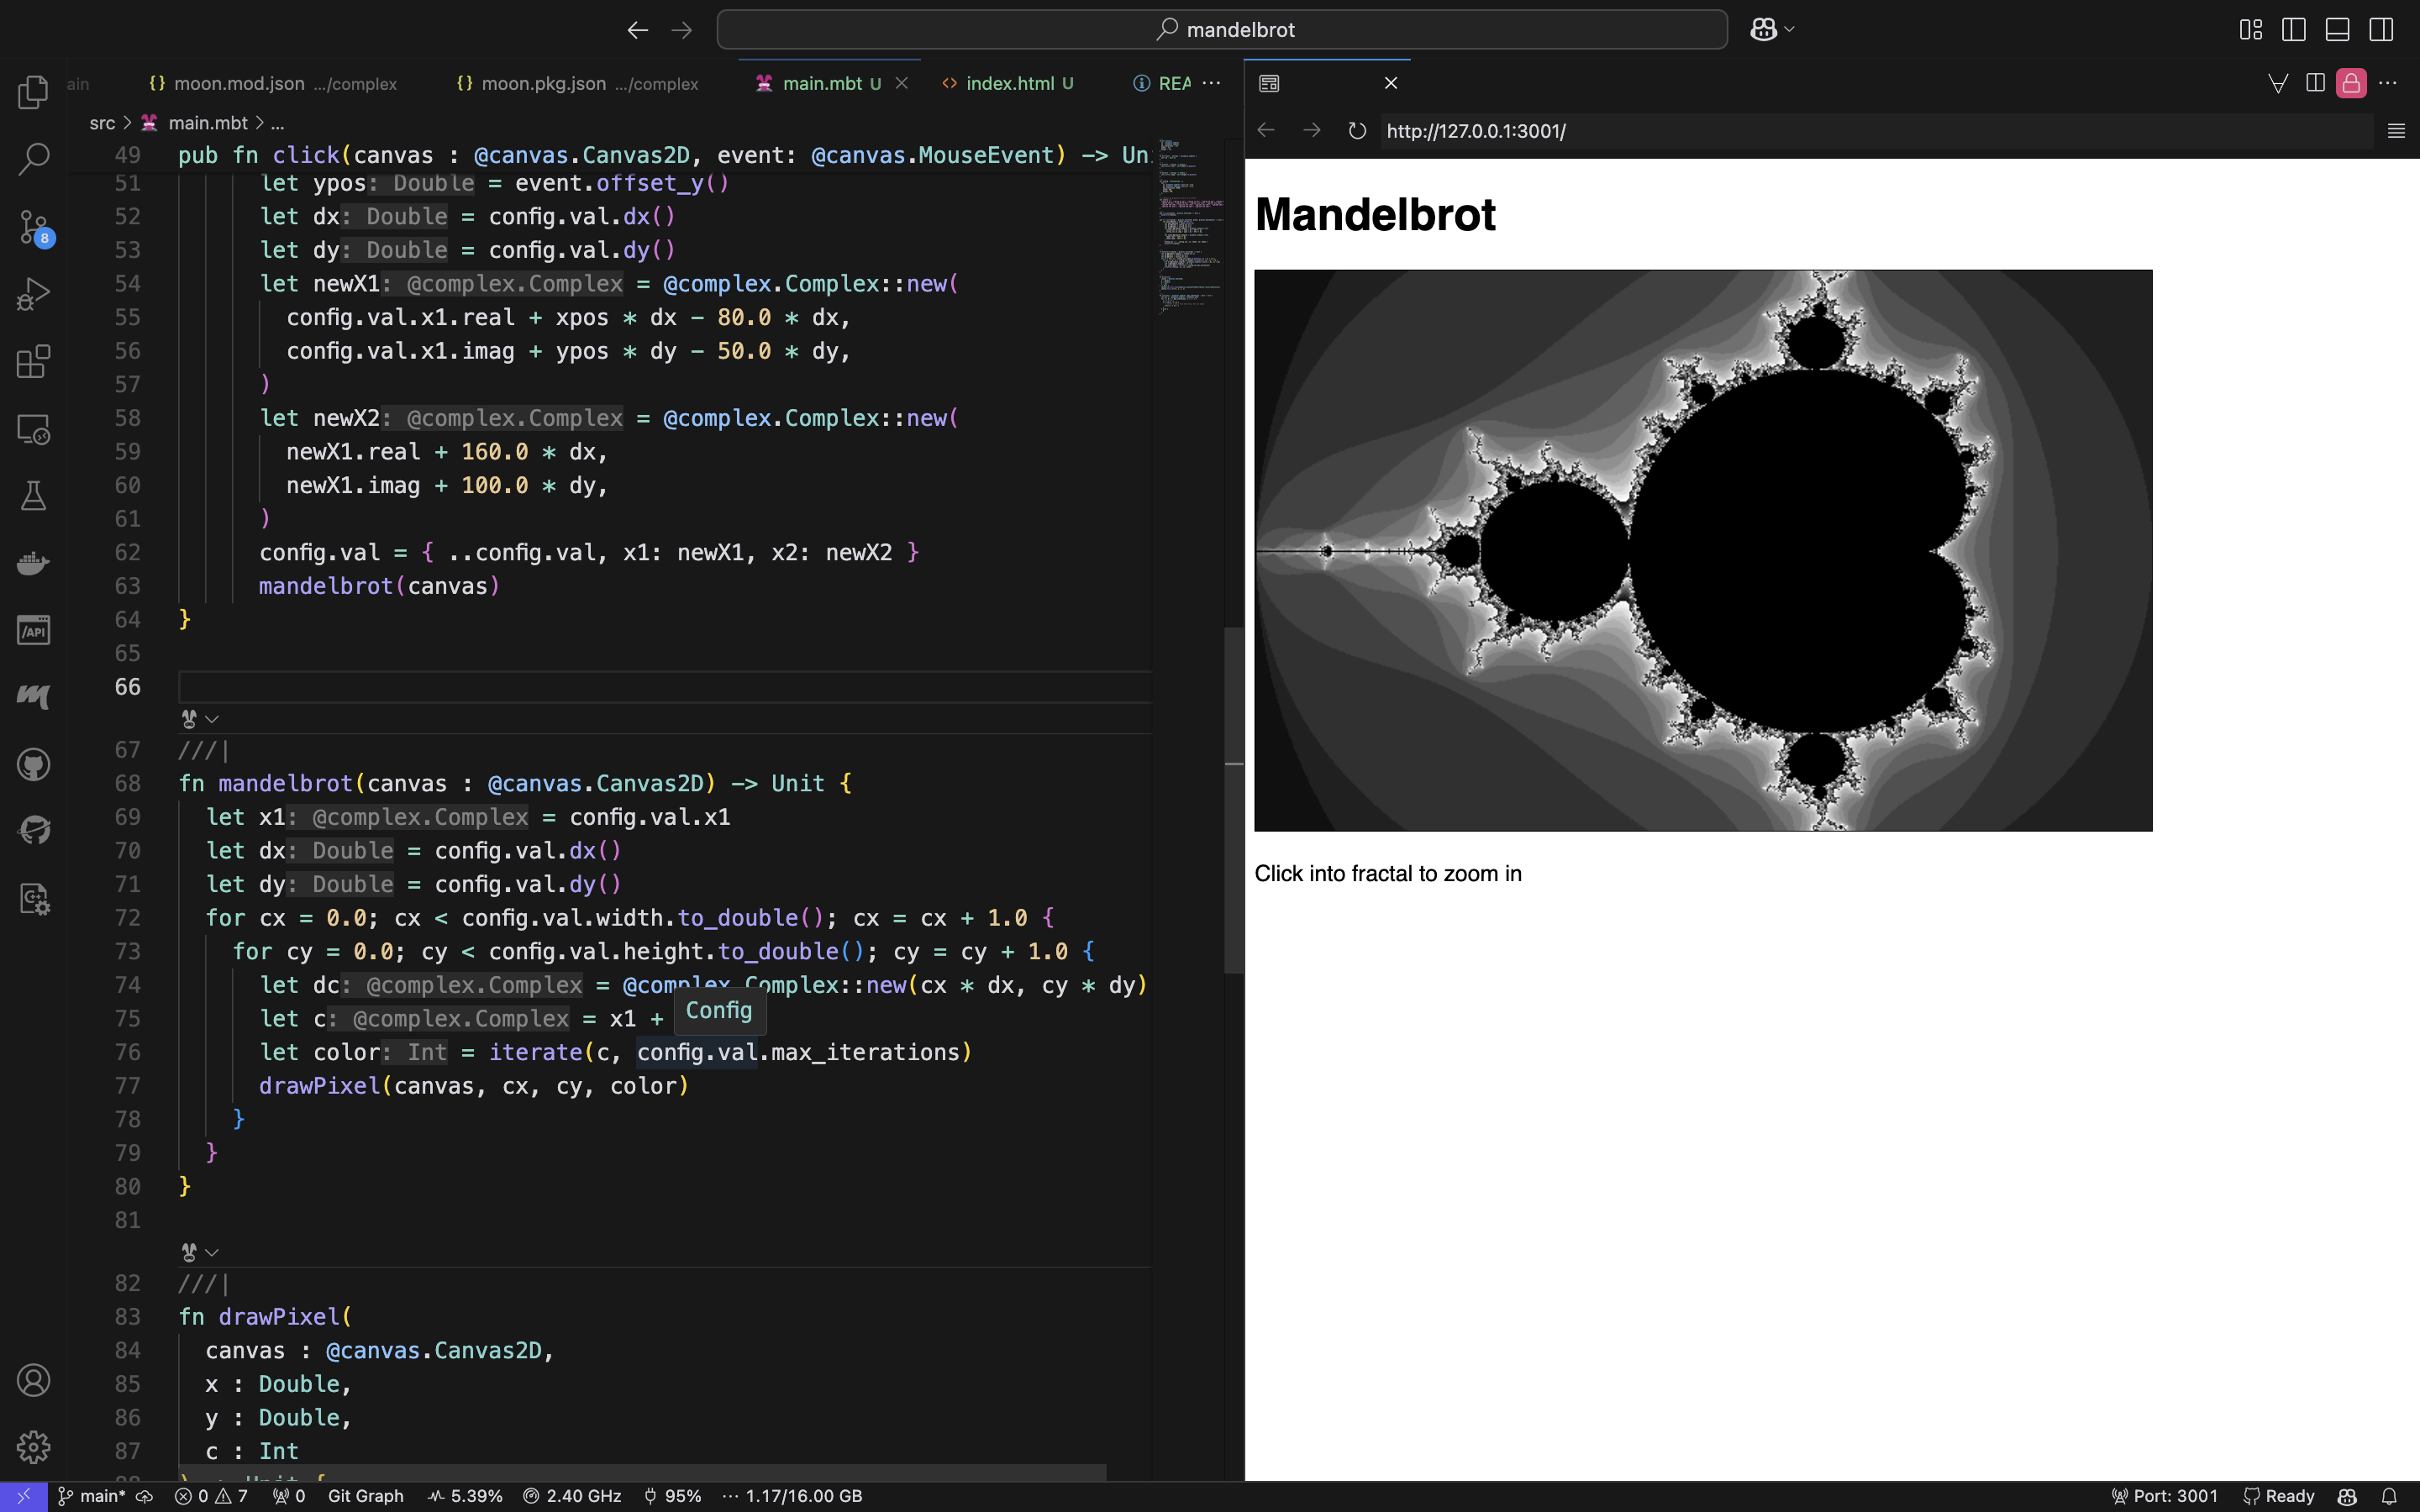 mandelbrot
ain
{} moon.mod.json .../complex
{} moon.pkg.json .../complex
main.mbt U
<> index.html U
REA ···
src > main.mbt > ...
http://127.0.0.1:3001/
49 pub fn click(canvas : @canvas.Canvas2D, event: @canvas.MouseEvent) -> Un
51 let ypos: Double = event.offset_y()
52 let dx: Double = config.val.dx()
53 let dy: Double = config.val.dy()
54 let newX1: @complex.Complex = @complex.Complex::new(
55 config.val.x1.real + xpos * dx - 80.0 * dx,
56 config.val.x1.imag + ypos * dy - 50.0 * dy,
57 )
58 let newX2: @complex.Complex = @complex.Complex::new(
59 newX1.real + 160.0 * dx,
60 newX1.imag + 100.0 * dy,
61 )
62 config.val = { ..config.val, x1: newX1, x2: newX2 }
63 mandelbrot(canvas)
64 }
65
66
67 ///|
68 fn mandelbrot(canvas : @canvas.Canvas2D) -> Unit {
69 let x1: @complex.Complex = config.val.x1
70 let dx: Double = config.val.dx()
71 let dy: Double = config.val.dy()
72 for cx = 0.0; cx < config.val.width.to_double(); cx = cx + 1.0 {
73 for cy = 0.0; cy < config.val.height.to_double(); cy = cy + 1.0 {
74 let dc: @complex.Complex = @complex.Complex::new(cx * dx, cy * dy)
75 let c: @complex.Complex = x1 +
Config
76 let color: Int = iterate(c, config.val.max_iterations)
77 drawPixel(canvas, cx, cy, color)
78 }
79 }
80 }
81
82 ///|
83 fn drawPixel(
84 canvas : @canvas.Canvas2D,
85 x : Double,
86 y : Double,
87 c : Int
Mandelbrot
Click into fractal to zoom in
8
/API
main* 0 7 0 Git Graph 5.39% 2.40 GHz 95% ··· 1.17/16.00 GB Port: 3001 Ready